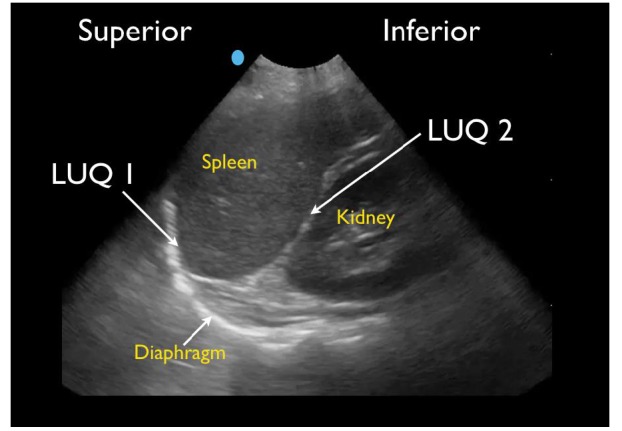 Superior
Inferior
LUQ 2
Spleen
LUQ 1
Kidney
Diaphragm